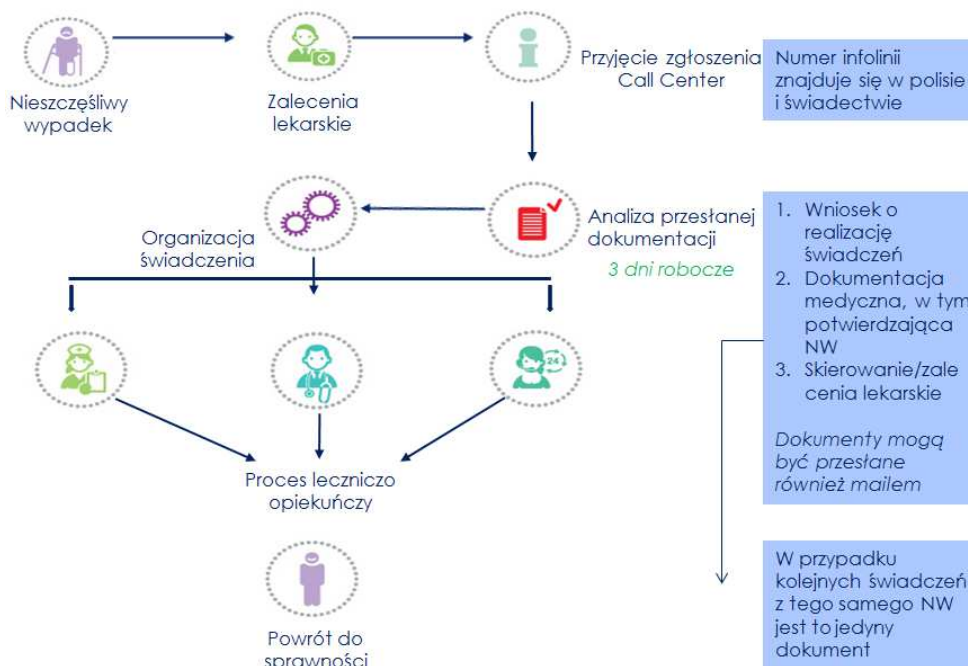 Nieszczęśliwy
wypadek
Zalecenia
lekarskie
Przyjęcie zgłoszenia
Call Center
Numer infolinii
znajduje się w polisie
i świadectwie
Organizacja
świadczenia
Analiza przesłanej
dokumentacji
3 dni robocze
1. Wniosek o
realizację
świadczeń
2. Dokumentacja
medyczna, w tym
potwierdzająca
NW
3. Skierowanie/zale
cenia lekarskie
Dokumenty mogą
być przesłane
również mailem
24
Proces leczniczo
opiekuńczy
Powrót do
sprawności
W przypadku
kolejnych świadczeń
z tego samego NW
jest to jedyny
dokument